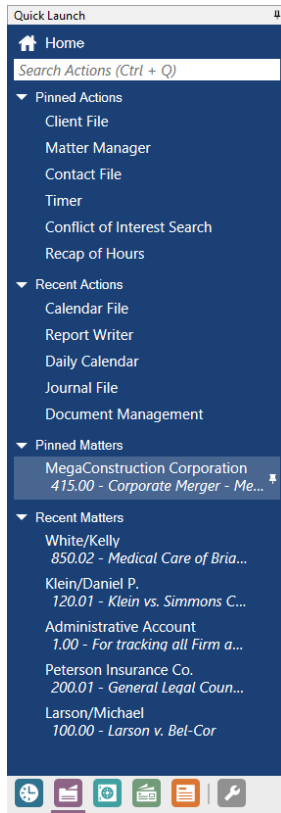 Quick Launch
Home
Search Actions (Ctrl + Q)
Pinned Actions
Client File
Matter Manager
Contact File
Timer
Conflict of Interest Search
Recap of Hours
Recent Actions
Calendar File
Report Writer
Daily Calendar
Journal File
Document Management
Pinned Matters
MegaConstruction Corporation
415.00 - Corporate Merger - Me...
Recent Matters
White/Kelly
850.02 - Medical Care of Bria...
Klein/Daniel P.
120.01 - Klein vs. Simmons C...
Administrative Account
1.00 - For tracking all Firm a...
Peterson Insurance Co.
200.01 - General Legal Coun...
Larson/Michael
100.00 - Larson v. Bel-Cor